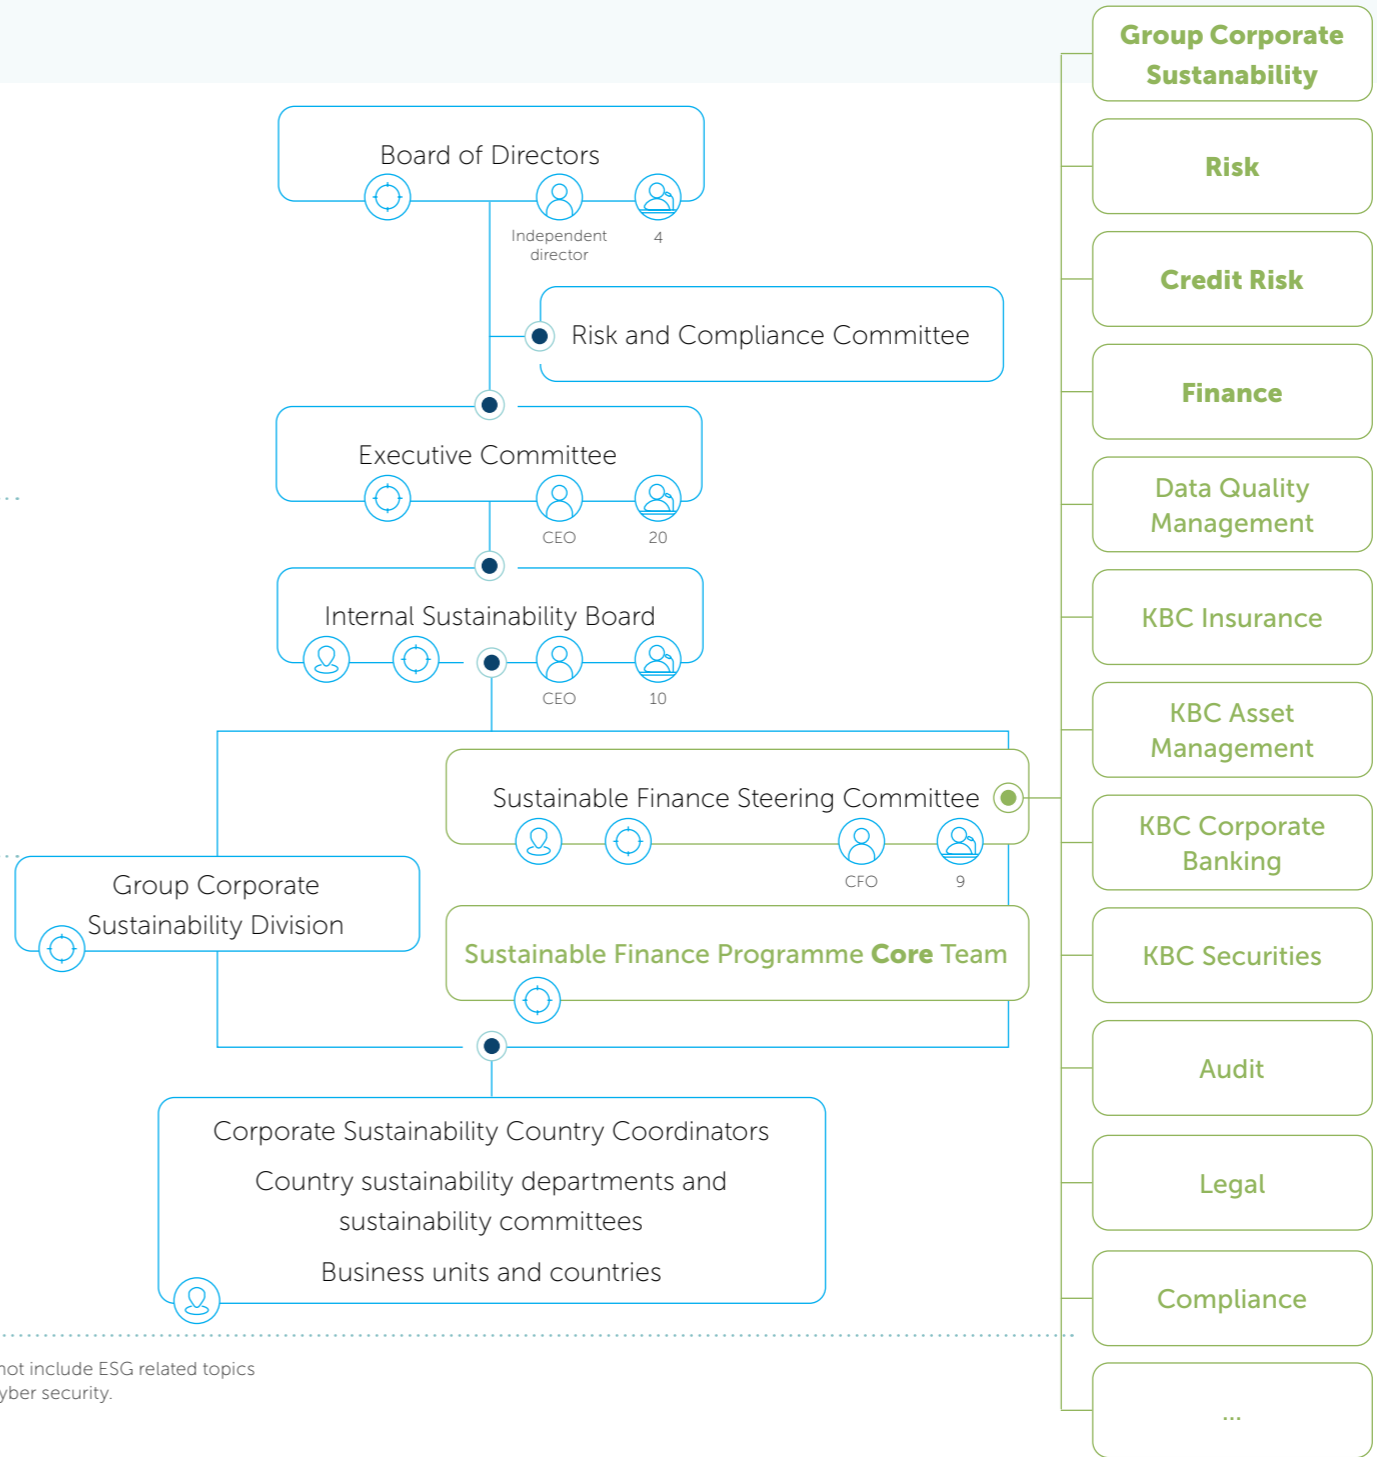 Board of Directors
Independent
director
4
Risk and Compliance Committee
Executive Committee
CEO
20
Internal Sustainability Board
CEO
10
Sustainable Finance Steering Committee
CFO
9
Group Corporate
Sustainability Division
Sustainable Finance Programme Core Team
Corporate Sustainability Country Coordinators
Country sustainability departments and
sustainability committees
Business units and countries
not include ESG related topics
yber security.
Group Corporate
Sustanability
Risk
Credit Risk
Finance
Data Quality
Management
KBC Insurance
KBC Asset
Management
KBC Corporate
Banking
KBC Securities
Audit
Legal
Compliance
...